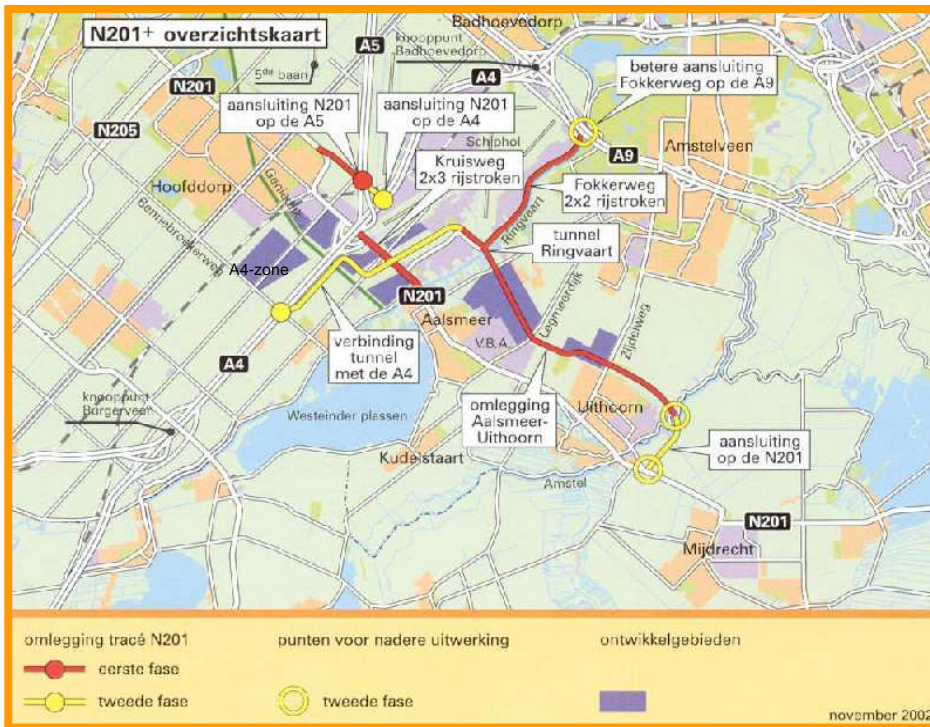 Badhoevedorp
N201+ overzichtskaart
A5
knooppunt
Badhoevedorp
betere aansluiting
Fokkerweg op de A9
5de baan
A4
N201
aansluiting N201
op de A5
aansluiting N201
op de A4
N205
Schiphol
A9
Amstelveen
Kruisweg
2x3 rijstroken
Hoofddorp
Fokkerweg
2x2 rijstroken
Bennebroekerweg
Ringvaart
tunnel
Ringvaart
A4-zone
N201
Aalsmeer
Legmeerdijk
Zijdelweg
V.B.A.
verbinding
tunnel
met de A4
A4
knooppunt
Burgerveen
Westeinder plassen
omlegging
Aalsmeer-
Uithoorn
Uithoorn
aansluiting
op de N201
Kudelstaart
Amstel
N201
Mijdrecht
omlegging tracé N201
eerste fase
tweede fase
punten voor nadere uitwerking
tweede fase
ontwikkelgebieden
november 2002